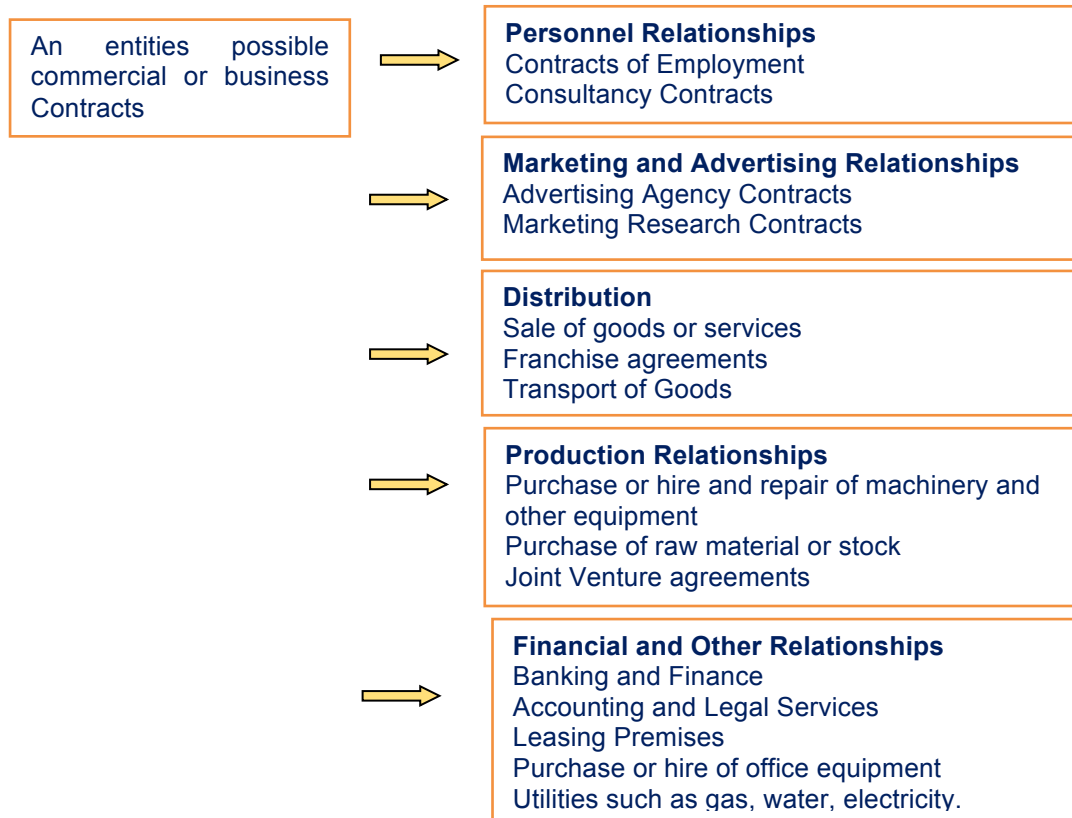 An entities possible
commercial or business
Contracts
Personnel Relationships
Contracts of Employment
Consultancy Contracts
Marketing and Advertising Relationships
Advertising Agency Contracts
Marketing Research Contracts
Distribution
Sale of goods or services
Franchise agreements
Transport of Goods
Production Relationships
Purchase or hire and repair of machinery and
other equipment
Purchase of raw material or stock
Joint Venture agreements
Financial and Other Relationships
Banking and Finance
Accounting and Legal Services
Leasing Premises
Purchase or hire of office equipment
Utilities such as gas, water, electricity.